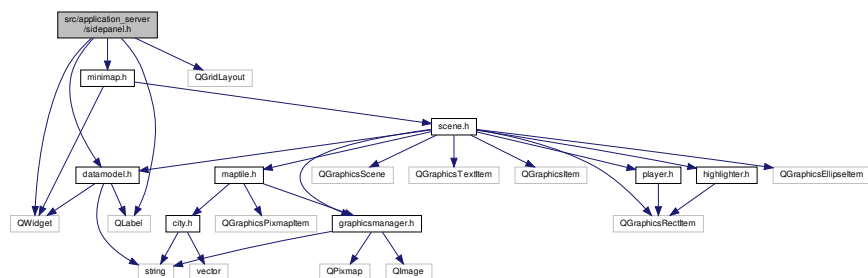 src/application_server
/sidepanel.h
minimap.h
QGridLayout
scene.h
datamodel.h
maptile.h
QGraphicsScene
QGraphicsTextItem
QGraphicsItem
player.h
highlighter.h
QGraphicsEllipseItem
QWidget
QLabel
city.h
QGraphicsPixmapItem
graphicsmanager.h
QGraphicsRectItem
string
vector
QPixmap
QImage